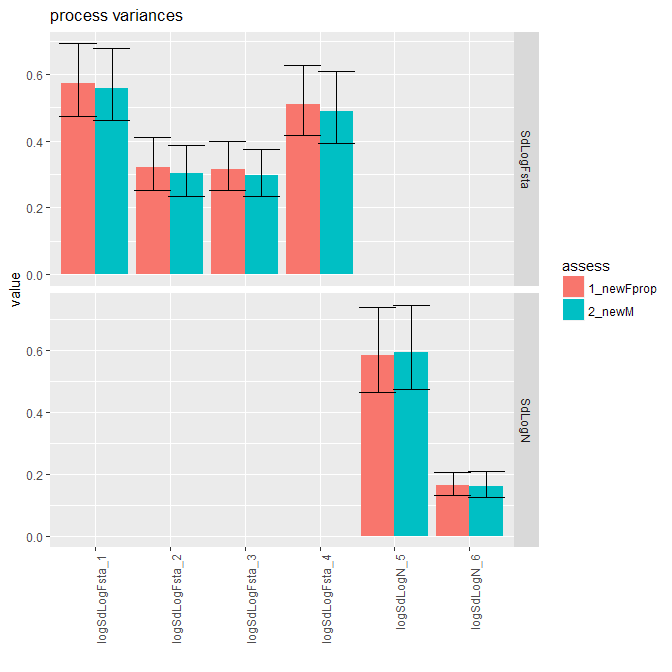 process variances
value
0.6
0.4
0.2
0.0
SdLogFsta
0.6
0.4
0.2
0.0
SdLogN
logSdLogFsta_1
logSdLogFsta_2
logSdLogFsta_3
logSdLogFsta_4
logSdLogN_5
logSdLogN_6
assess
1_newFprop
2_newM